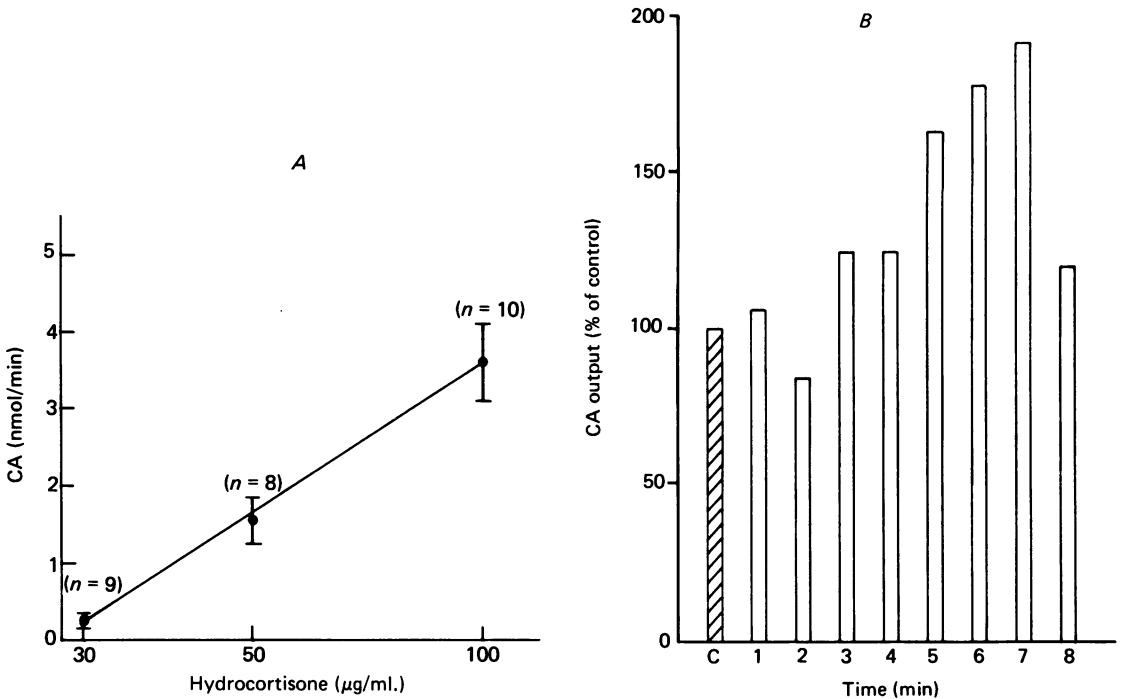 A
CA (nmol/min)
5
4
3
2
1
0
(n = 9)
(n = 8)
(n = 10)
30 50 100
Hydrocortisone (μg/ml.)
B
CA output (% of control)
200
150
100
50
0
C 1 2 3 4 5 6 7 8
Time (min)